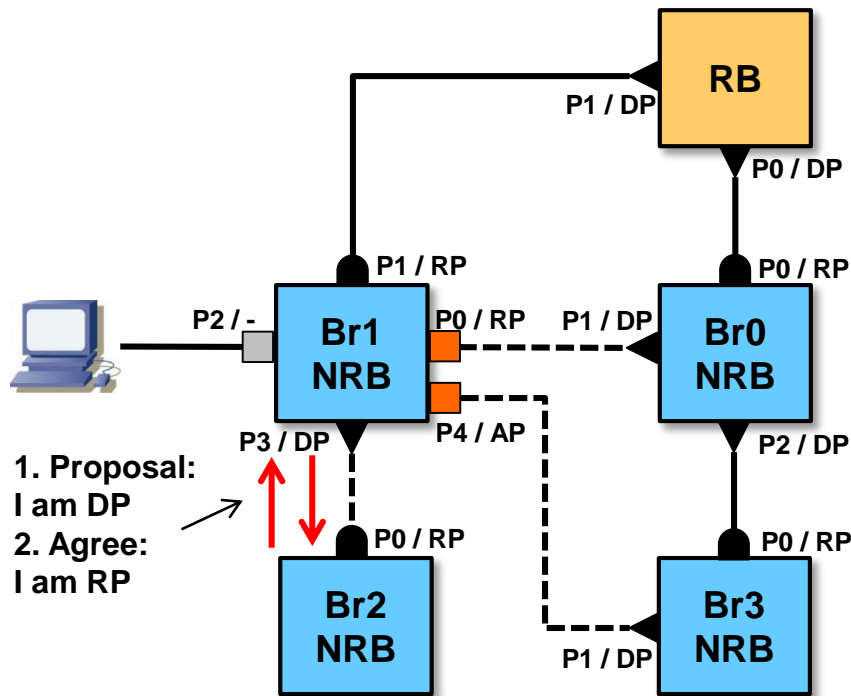 RB
P1 / DP
P0 / DP
P1 / RP
P0 / RP
P2 / -
Br1
NRB
P0 / RP
P1 / DP
Br0
NRB
P3 / DP
P4 / AP
P2 / DP
1. Proposal:
I am DP
2. Agree:
I am RP
P0 / RP
P0 / RP
Br2
NRB
Br3
NRB
P1 / DP